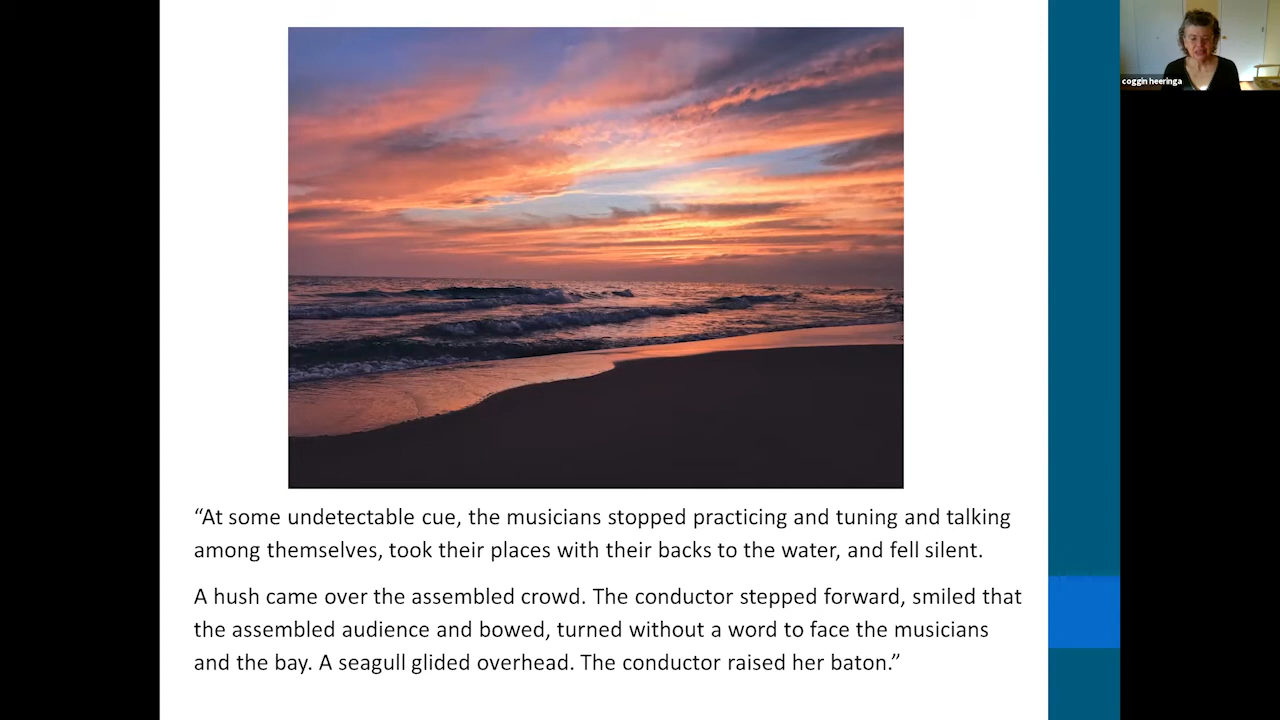 coggin heeringa
“At some undetectable cue, the musicians stopped practicing and tuning and talking
among themselves, took their places with their backs to the water, and fell silent.
A hush came over the assembled crowd. The conductor stepped forward, smiled that
the assembled audience and bowed, turned without a word to face the musicians
and the bay. A seagull glided overhead. The conductor raised her baton.”